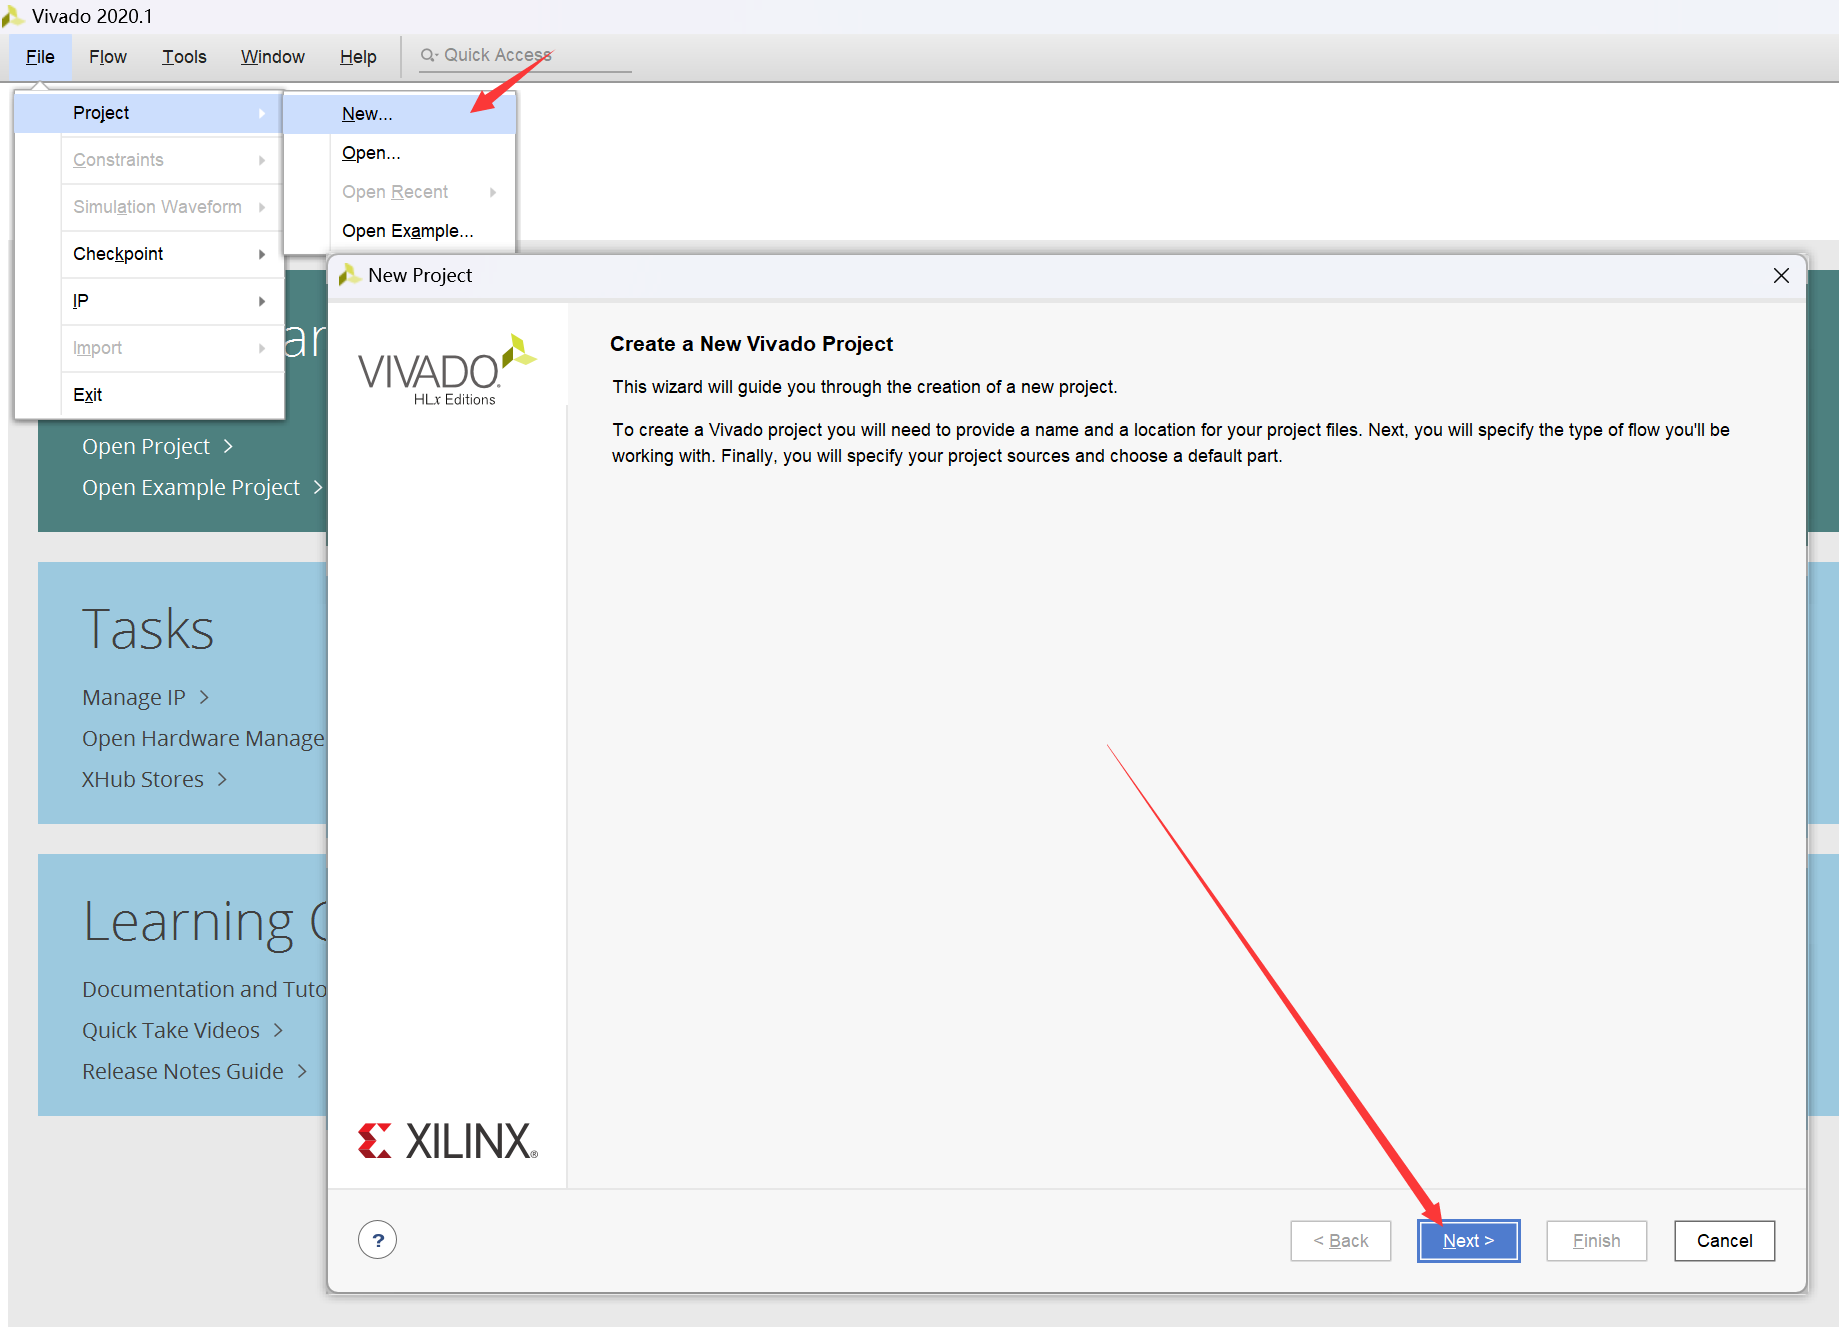 Vivado 2020.1
File Flow Tools Window Help Quick Access
Project
Constraints
Simulation Waveform
Checkpoint
IP
Import
Exit
New...
Open...
Open Recent
Open Example...
Open Project >
Open Example Project >
Tasks
Manage IP >
Open Hardware Manage
XHub Stores >
Learning
Documentation and Tuto
Quick Take Videos >
Release Notes Guide >
New Project
VIVADO.
HLx Editions
XILINX®
Create a New Vivado Project
This wizard will guide you through the creation of a new project.
To create a Vivado project you will need to provide a name and a location for your project files. Next, you will specify the type of flow you'll be
working with. Finally, you will specify your project sources and choose a default part.
?
< Back Next > Finish Cancel